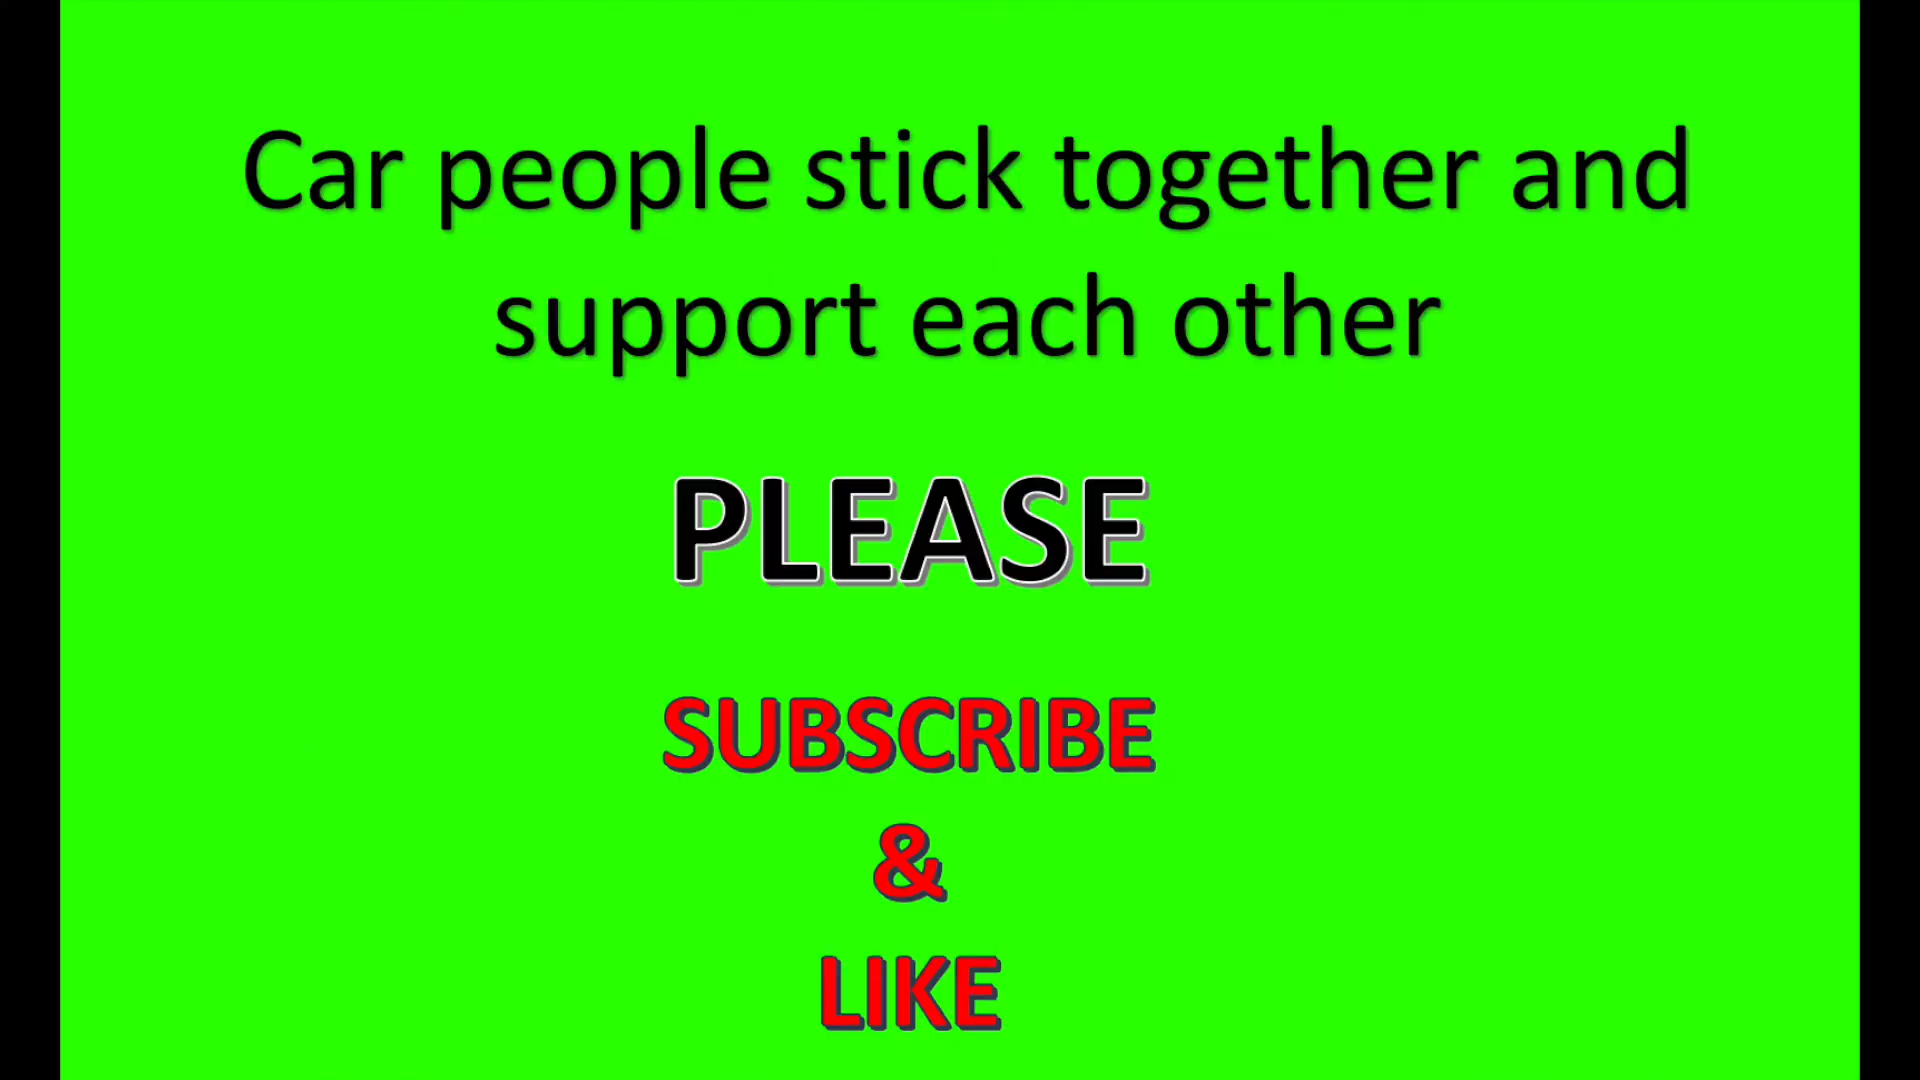 Car people stick together and
support each other
PLEASE
SUBSCRIBE
&
LIKE